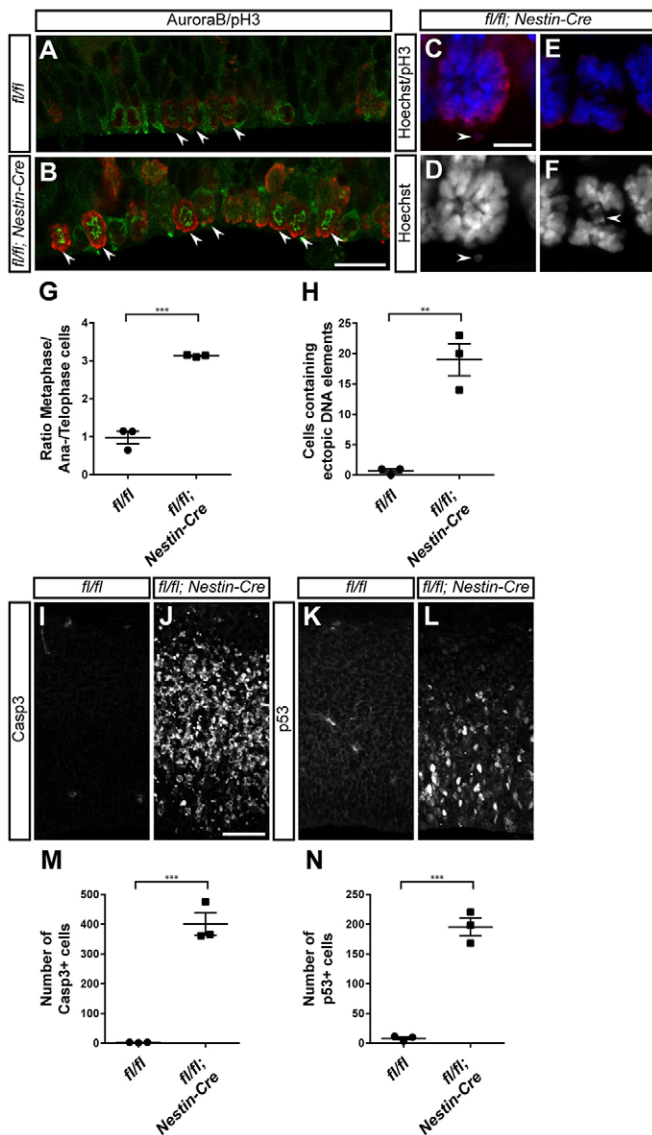 AuroraB/pH3
fl/fl; Nestin-Cre
A
fl/fl
B
fl/fl; Nestin-Cre
Hoechst/pH3
C
E
Hoechst
D
F
G
***
Ratio Metaphase/
Ana-/Telophase cells
4
3
2
1
0
fl/fl
fl/fl;
Nestin-Cre
H
**
Cells containing
ectopic DNA elements
25
20
15
10
5
0
fl/fl
fl/fl;
Nestin-Cre
fl/fl
fl/fl; Nestin-Cre
fl/fl
fl/fl; Nestin-Cre
Casp3
I
J
p53
K
L
M
***
Number of
Casp3+ cells
500
400
300
200
100
0
fl/fl
fl/fl;
Nestin-Cre
N
***
Number of
p53+ cells
250
200
150
100
50
0
fl/fl
fl/fl;
Nestin-Cre